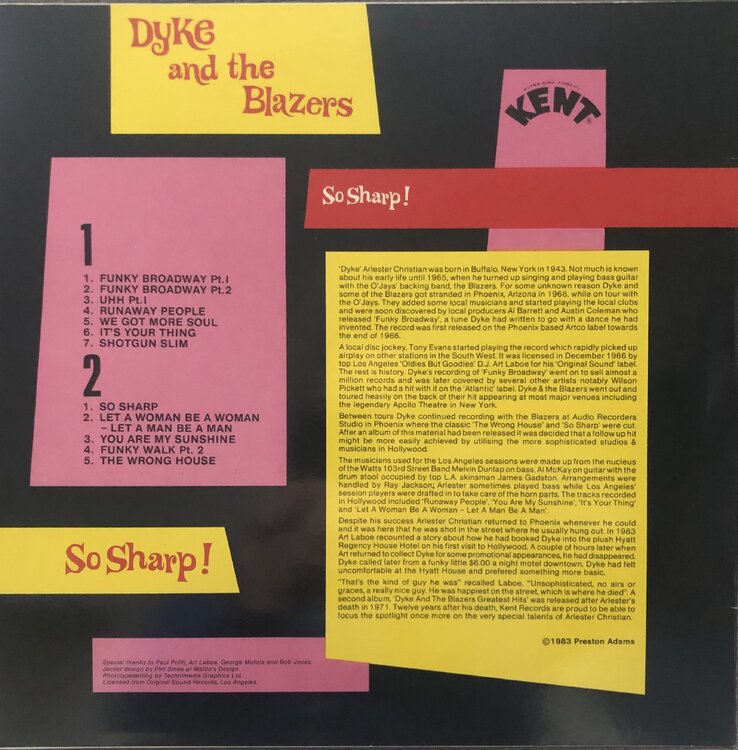 Dyke
and the
Blazers
ULTRA HIGH FIDELITY
KENT
So Sharp!
1
1. FUNKY BROADWAY Pt.I
2. FUNKY BROADWAY Pt.2
3. UHH Pt.I
4. RUNAWAY PEOPLE
5. WE GOT MORE SOUL
6. IT'S YOUR THING
7. SHOTGUN SLIM
2
1. SO SHARP
2. LET A WOMAN BE A WOMAN
– LET A MAN BE A MAN
3. YOU ARE MY SUNSHINE
4. FUNKY WALK Pt. 2
5. THE WRONG HOUSE
'Dyke' Arlester Christian was born in Buffalo, New York in 1943. Not much is known
about his early life until 1965, when he turned up singing and playing bass guitar
with the O'Jays' backing band, the Blazers. For some unknown reason Dyke and
some of the Blazers got stranded in Phoenix, Arizona in 1966, while on tour with
the O'Jays. They added some local musicians and started playing the local clubs
and were soon discovered by local producers Al Barrett and Austin Coleman who
released 'Funky Broadway', a tune Dyke had written to go with a dance he had
invented. The record was first released on the Phoenix based Artco label towards
the end of 1966.
A local disc jockey, Tony Evans started playing the record which rapidly picked up
airplay on other stations in the South West. It was licensed in December 1966 by
top Los Angeles 'Oldies But Goodies' D.J. Art Laboe for his 'Original Sound' label.
The rest is history. Dyke's recording of 'Funky Broadway' went on to sell almost a
million records and was later covered by several other artists notably Wilson
Pickett who had a hit with it on the 'Atlantic' label. Dyke & the Blazers went out and
toured heavily on the back of their hit appearing at most major venues including
the legendary Apollo Theatre in New York.
Between tours Dyke continued recording with the Blazers at Audio Recorders
Studio in Phoenix where the classic 'The Wrong House' and 'So Sharp' were cut.
After an album of this material had been released it was decided that a follow up hit
might be more easily achieved by utilising the more sophisticated studios &
musicians in Hollywood.
The musicians used for the Los Angeles sessions were made up from the nucleus
of the Watts 103rd Street Band Melvin Dunlap on bass, Al McKay on guitar with the
drum stool occupied by top L.A. skinsman James Gadston. Arrangements were
handled by Ray Jackson; Arlester sometimes played bass while Los Angeles'
session players were drafted in to take care of the horn parts. The tracks recorded
in Hollywood included 'Runaway People', 'You Are My Sunshine', 'It's Your Thing'
and 'Let A Woman Be A Woman – Let A Man Be A Man'.
Despite his success Arlester Christian returned to Phoenix whenever he could
and it was here that he was shot in the street where he usually hung out. In 1983
Art Laboe recounted a story about how he had booked Dyke into the plush Hyatt
Regency House Hotel on his first visit to Hollywood. A couple of hours later when
Art returned to collect Dyke for some promotional appearances, he had disappeared.
Dyke called later from a funky little $6.00 a night motel downtown. Dyke had felt
uncomfortable at the Hyatt House and prefered something more basic.
"That's the kind of guy he was" recalled Laboe, "Unsophisticated, no airs or
graces, a really nice guy. He was happiest on the street, which is where he died". A
second album, 'Dyke And The Blazers Greatest Hits' was released after Arlester's
death in 1971. Twelve years after his death, Kent Records are proud to be able to
focus the spotlight once more on the very special talents of Arlester Christian.
©1983 Preston Adams
So Sharp!
Special thanks to Paul Politi, Art Laboe, George Motola and Bob Jones.
Jacket design by Phil Smee at Waldo's Design.
Phototypesetting by Technimedia Graphics Ltd.
Licensed from Original Sound Records, Los Angeles.